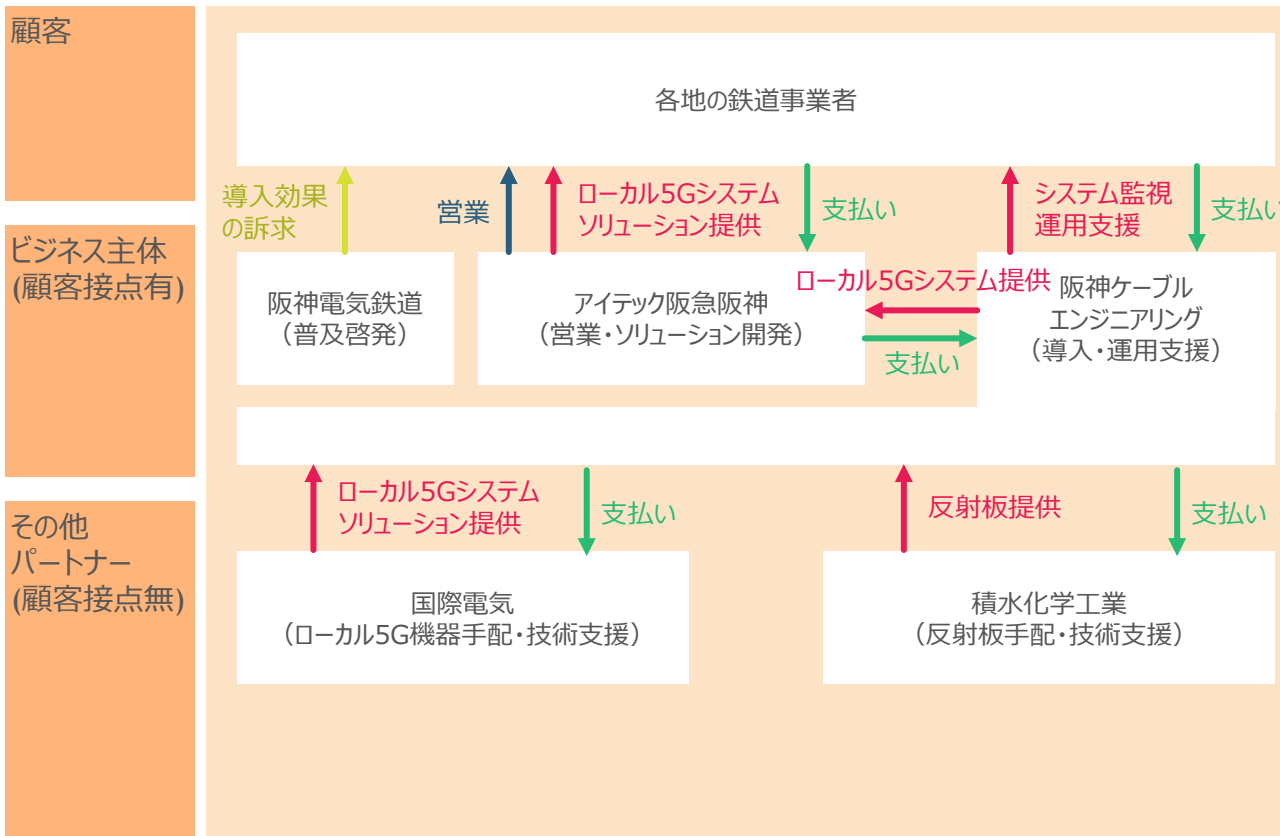 顧客
各地の鉄道事業者
導入効果
の訴求
営業
ローカル5Gシステム
ソリューション提供
支払い
システム監視
運用支援
支払い
ビジネス主体
(顧客接点有)
阪神電気鉄道
（普及啓発）
アイテック阪急阪神
（営業・ソリューション開発）
ローカル5Gシステム提供
支払い
阪神ケーブル
エンジニアリング
（導入・運用支援）
ローカル5Gシステム
ソリューション提供
支払い
反射板提供
支払い
その他
パートナー
(顧客接点無)
国際電気
（ローカル5G機器手配・技術支援）
積水化学工業
（反射板手配・技術支援）